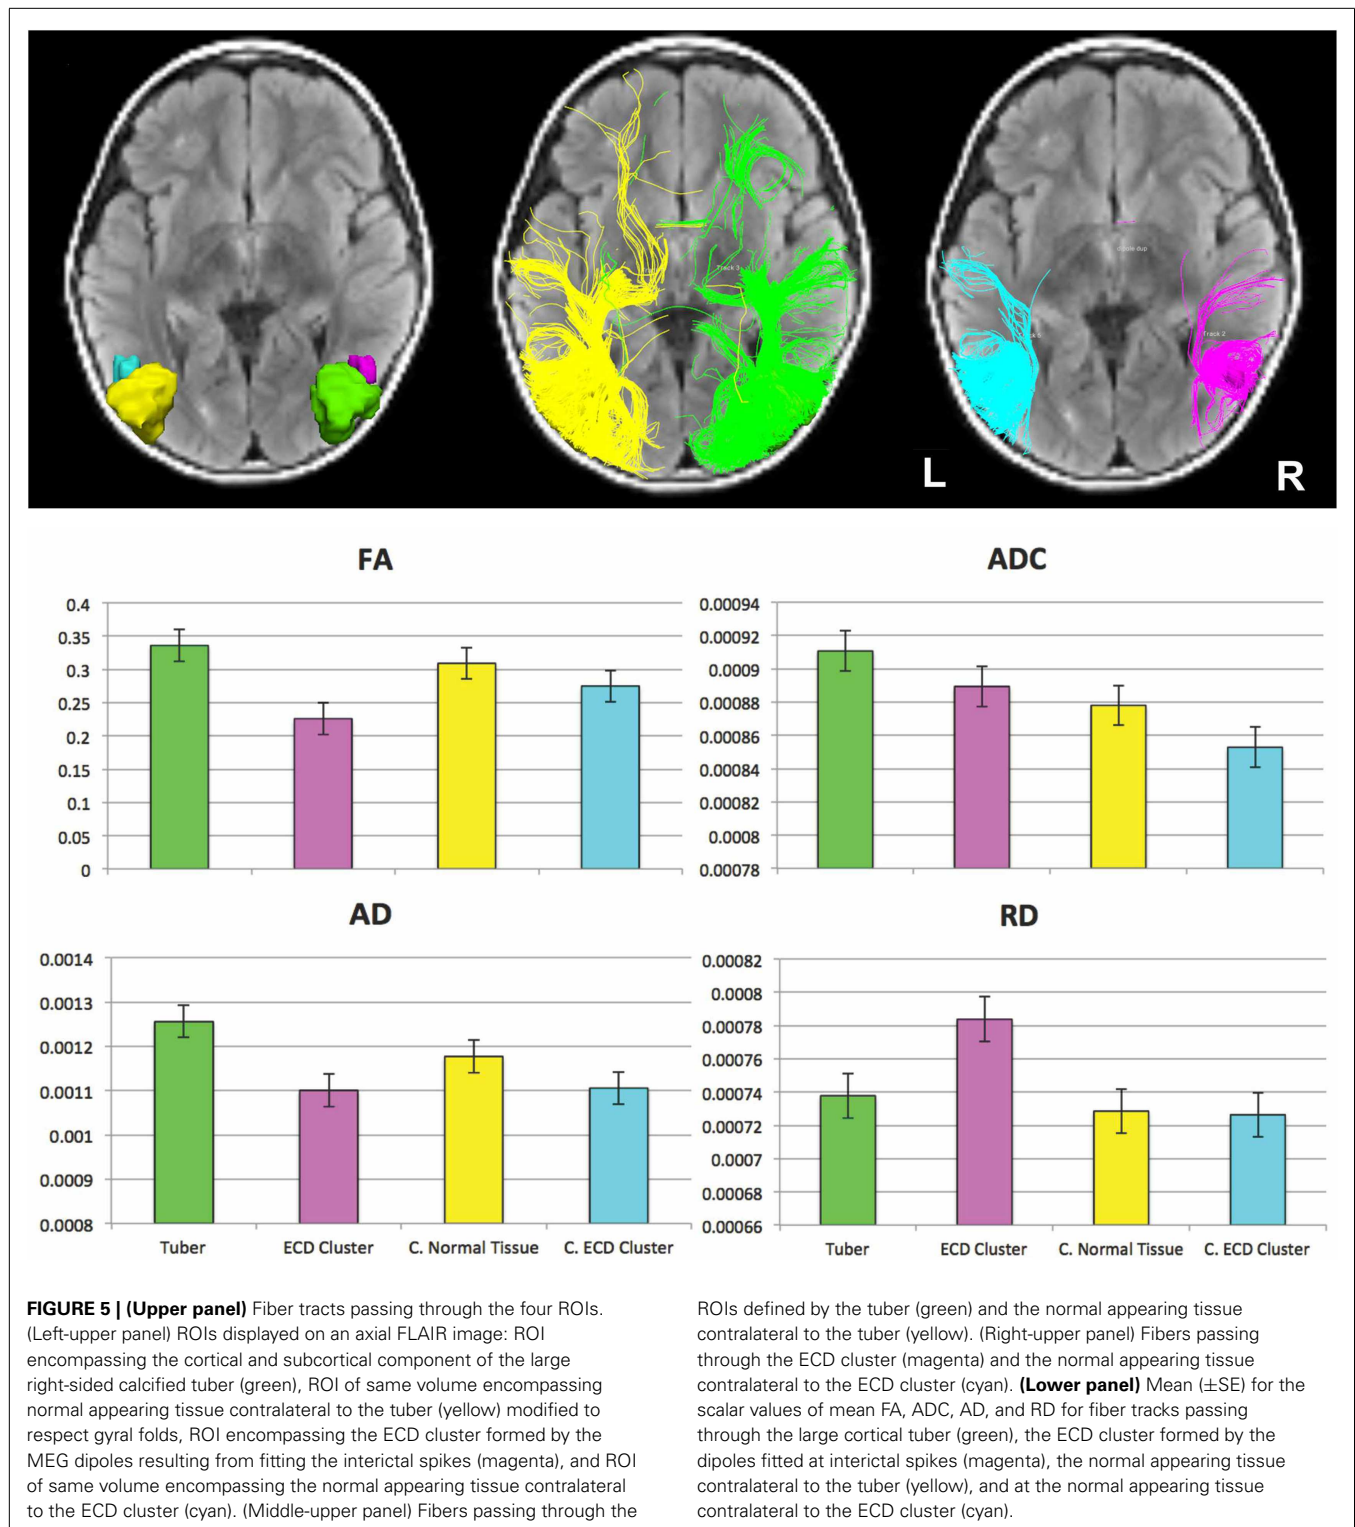 Track 3
dipole dup
Track 2
L
R
FA
0.4
0.35
0.3
0.25
0.2
0.15
0.1
0.05
0
ADC
0.00094
0.00092
0.0009
0.00088
0.00086
0.00084
0.00082
0.0008
0.00078
AD
0.0014
0.0013
0.0012
0.0011
0.001
0.0009
0.0008
Tuber
ECD Cluster
C. Normal Tissue
C. ECD Cluster
RD
0.00082
0.0008
0.00078
0.00076
0.00074
0.00072
0.0007
0.00068
0.00066
Tuber
ECD Cluster
C. Normal Tissue
C. ECD Cluster
FIGURE 5 | (Upper panel) Fiber tracts passing through the four ROIs.
(Left-upper panel) ROIs displayed on an axial FLAIR image: ROI
encompassing the cortical and subcortical component of the large
right-sided calcified tuber (green), ROI of same volume encompassing
normal appearing tissue contralateral to the tuber (yellow) modified to
respect gyral folds, ROI encompassing the ECD cluster formed by the
MEG dipoles resulting from fitting the interictal spikes (magenta), and ROI
of same volume encompassing the normal appearing tissue contralateral
to the ECD cluster (cyan). (Middle-upper panel) Fibers passing through the
ROIs defined by the tuber (green) and the normal appearing tissue
contralateral to the tuber (yellow). (Right-upper panel) Fibers passing
through the ECD cluster (magenta) and the normal appearing tissue
contralateral to the ECD cluster (cyan). (Lower panel) Mean (±SE) for the
scalar values of mean FA, ADC, AD, and RD for fiber tracks passing
through the large cortical tuber (green), the ECD cluster formed by the
dipoles fitted at interictal spikes (magenta), the normal appearing tissue
contralateral to the tuber (yellow), and at the normal appearing tissue
contralateral to the ECD cluster (cyan).